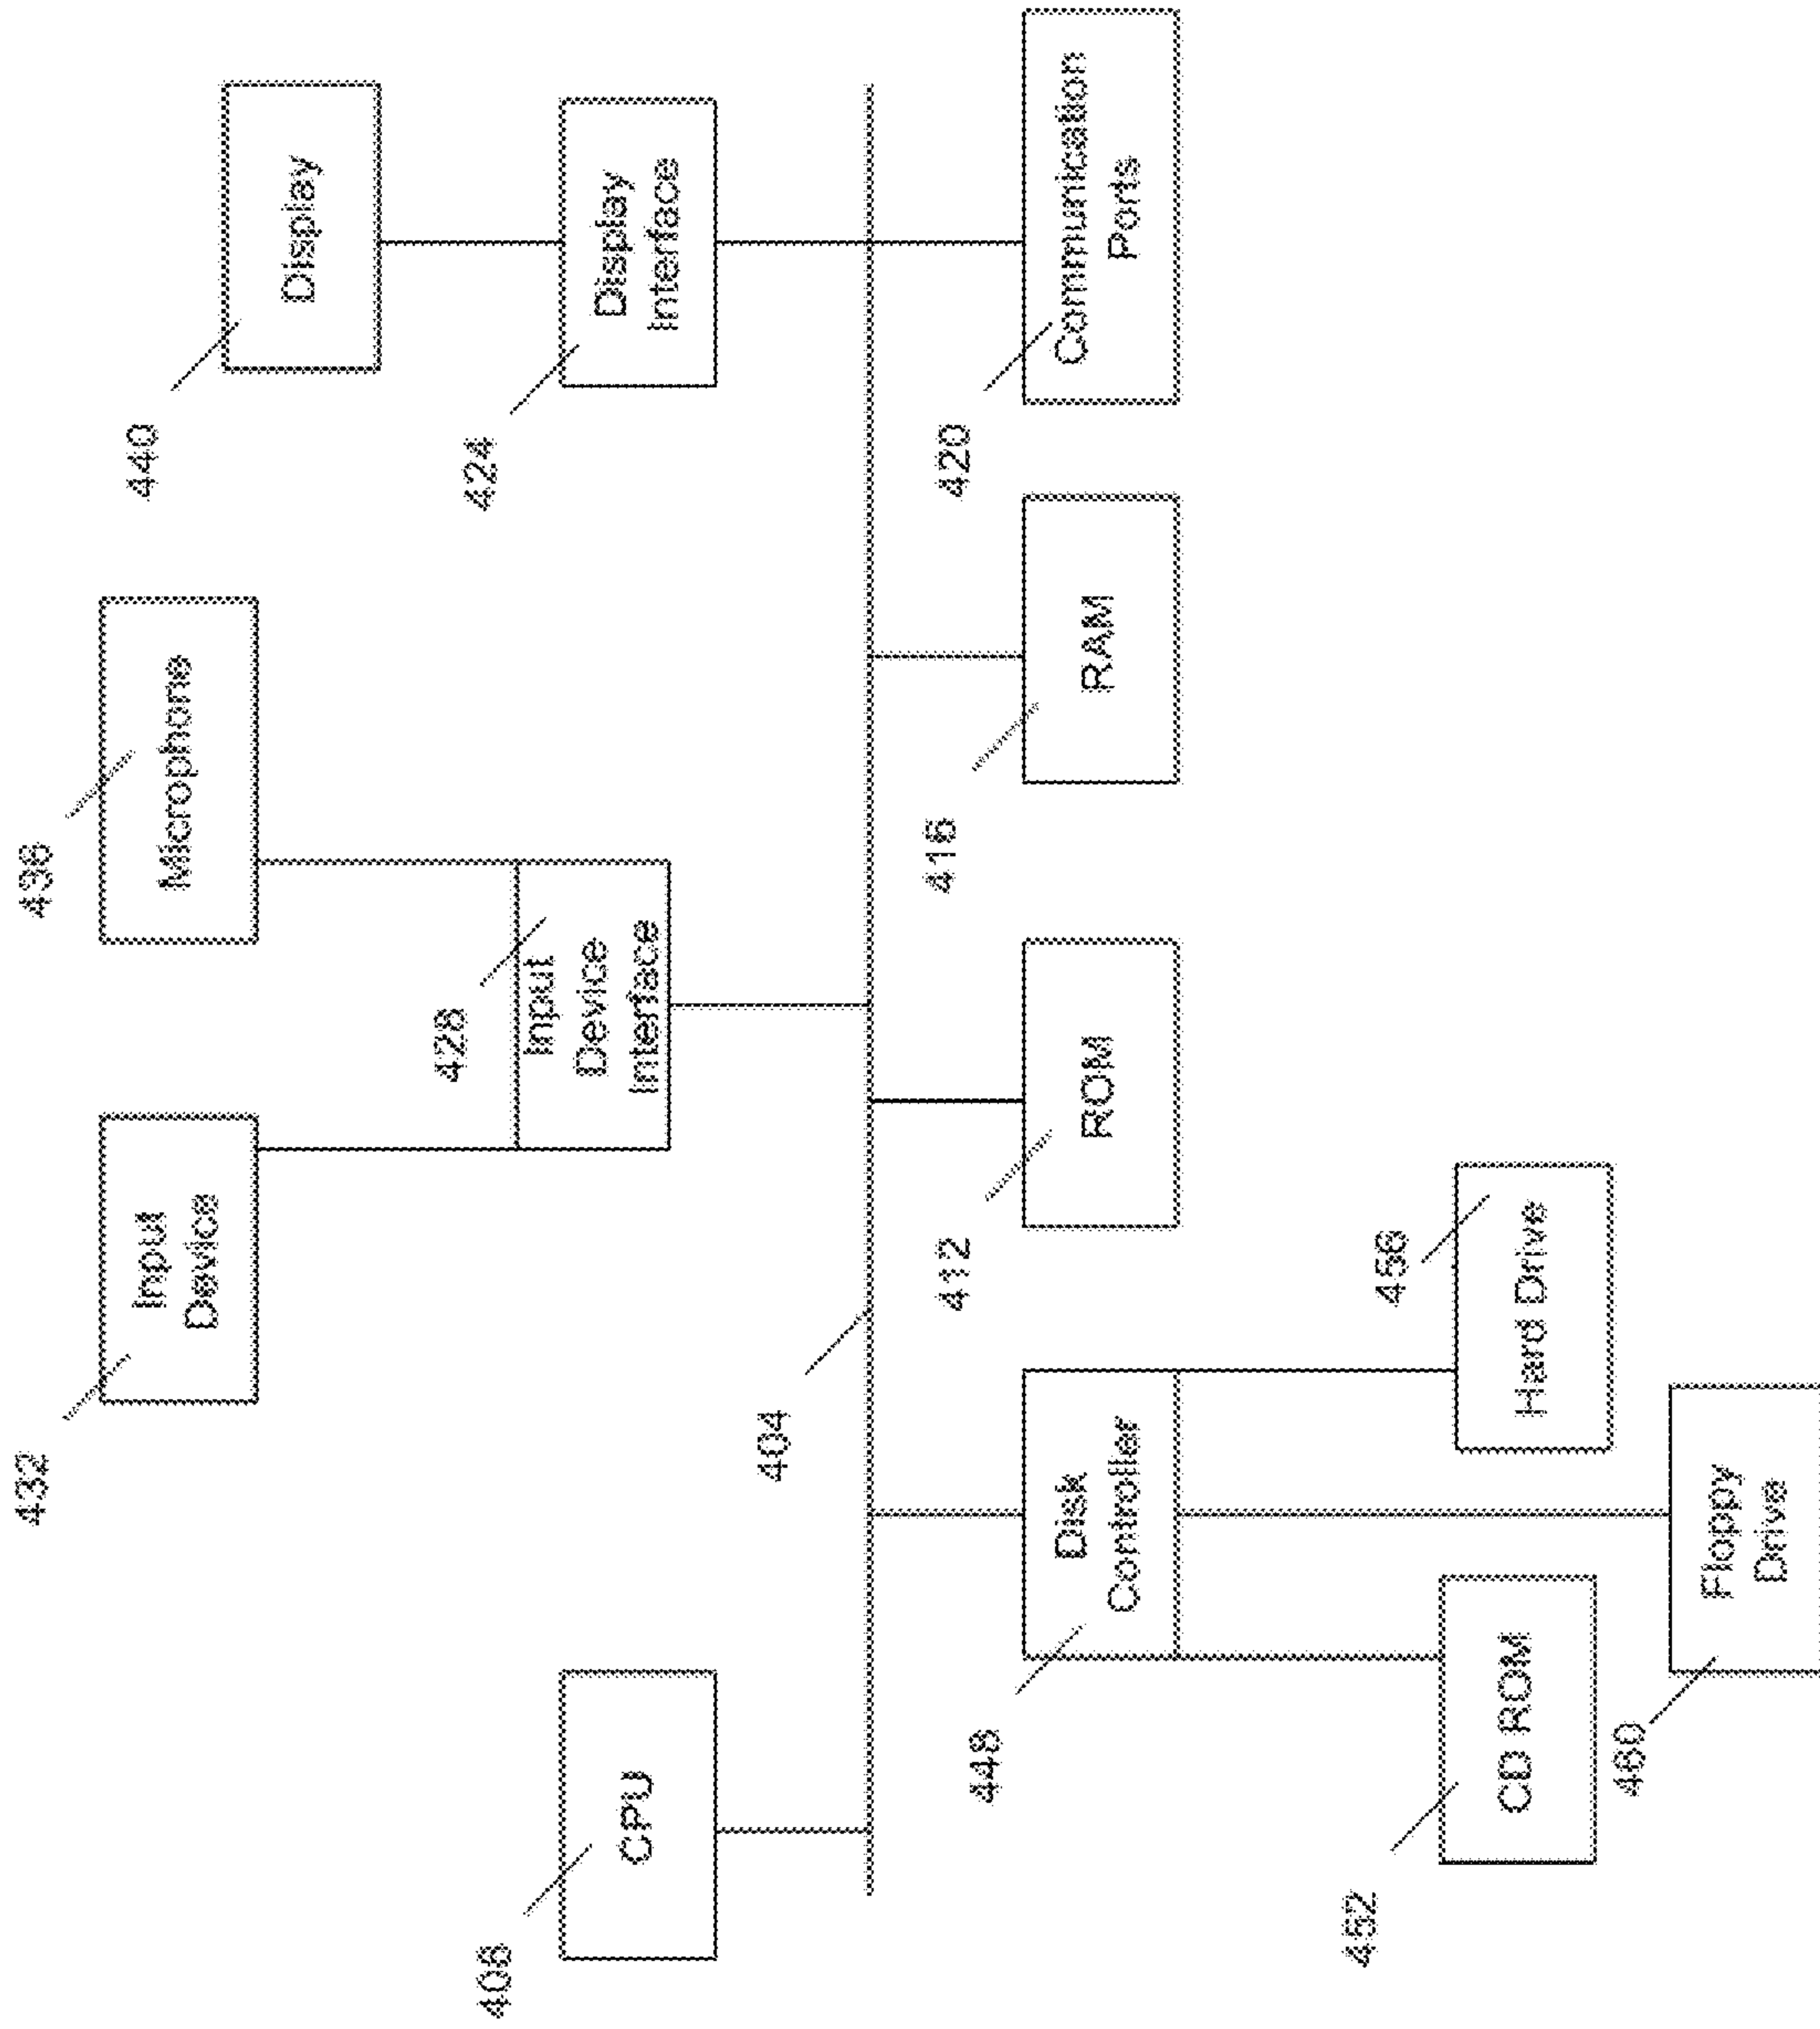 432
436
440
Input
Device
Microphone
Display
408
428
424
CPU
Input
Device
Interface
Display
Interface
404
448
412
416
420
Disk
Controller
ROM
RAM
Communication
Ports
452
456
CD ROM
Hard Drive
460
Floppy
Drive